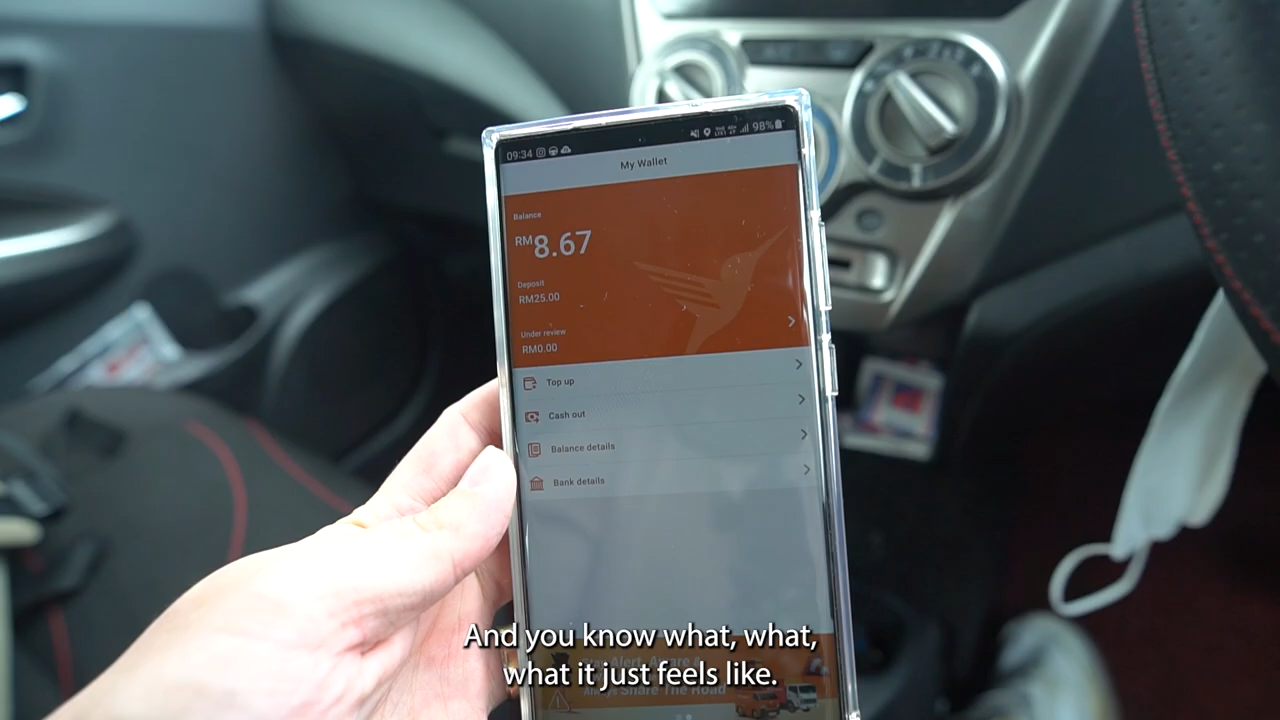 09:34
98%
My Wallet
Balance
RM8.67
Deposit
RM25.00
Under review
RM0.00
Top up
Cash out
Balance details
Bank details
And you know what, what,
what it just feels like.
Share The Road